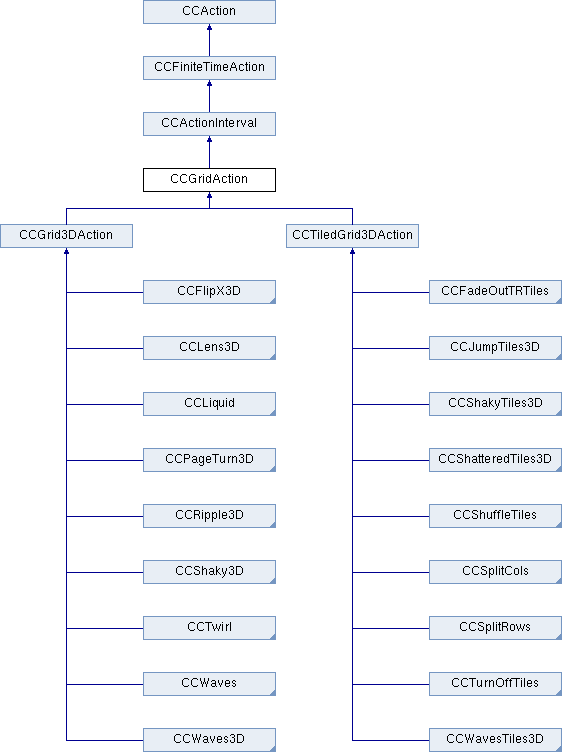 CCAction
CCFiniteTimeAction
CCActionInterval
CCGridAction
CCGrid3DAction
CCTiledGrid3DAction
CCFlipX3D
CCFadeOutTRTiles
CCLens3D
CCJumpTiles3D
CCLiquid
CCShakyTiles3D
CCPageTurn3D
CCShatteredTiles3D
CCRipple3D
CCShuffleTiles
CCShaky3D
CCSplitCols
CCTwirl
CCSplitRows
CCWaves
CCTurnOffTiles
CCWaves3D
CCWavesTiles3D